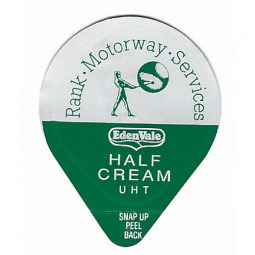 Rank · Motorway · Services
EdenVale
HALF
CREAM
UHT
SNAP UP
PEEL
BACK